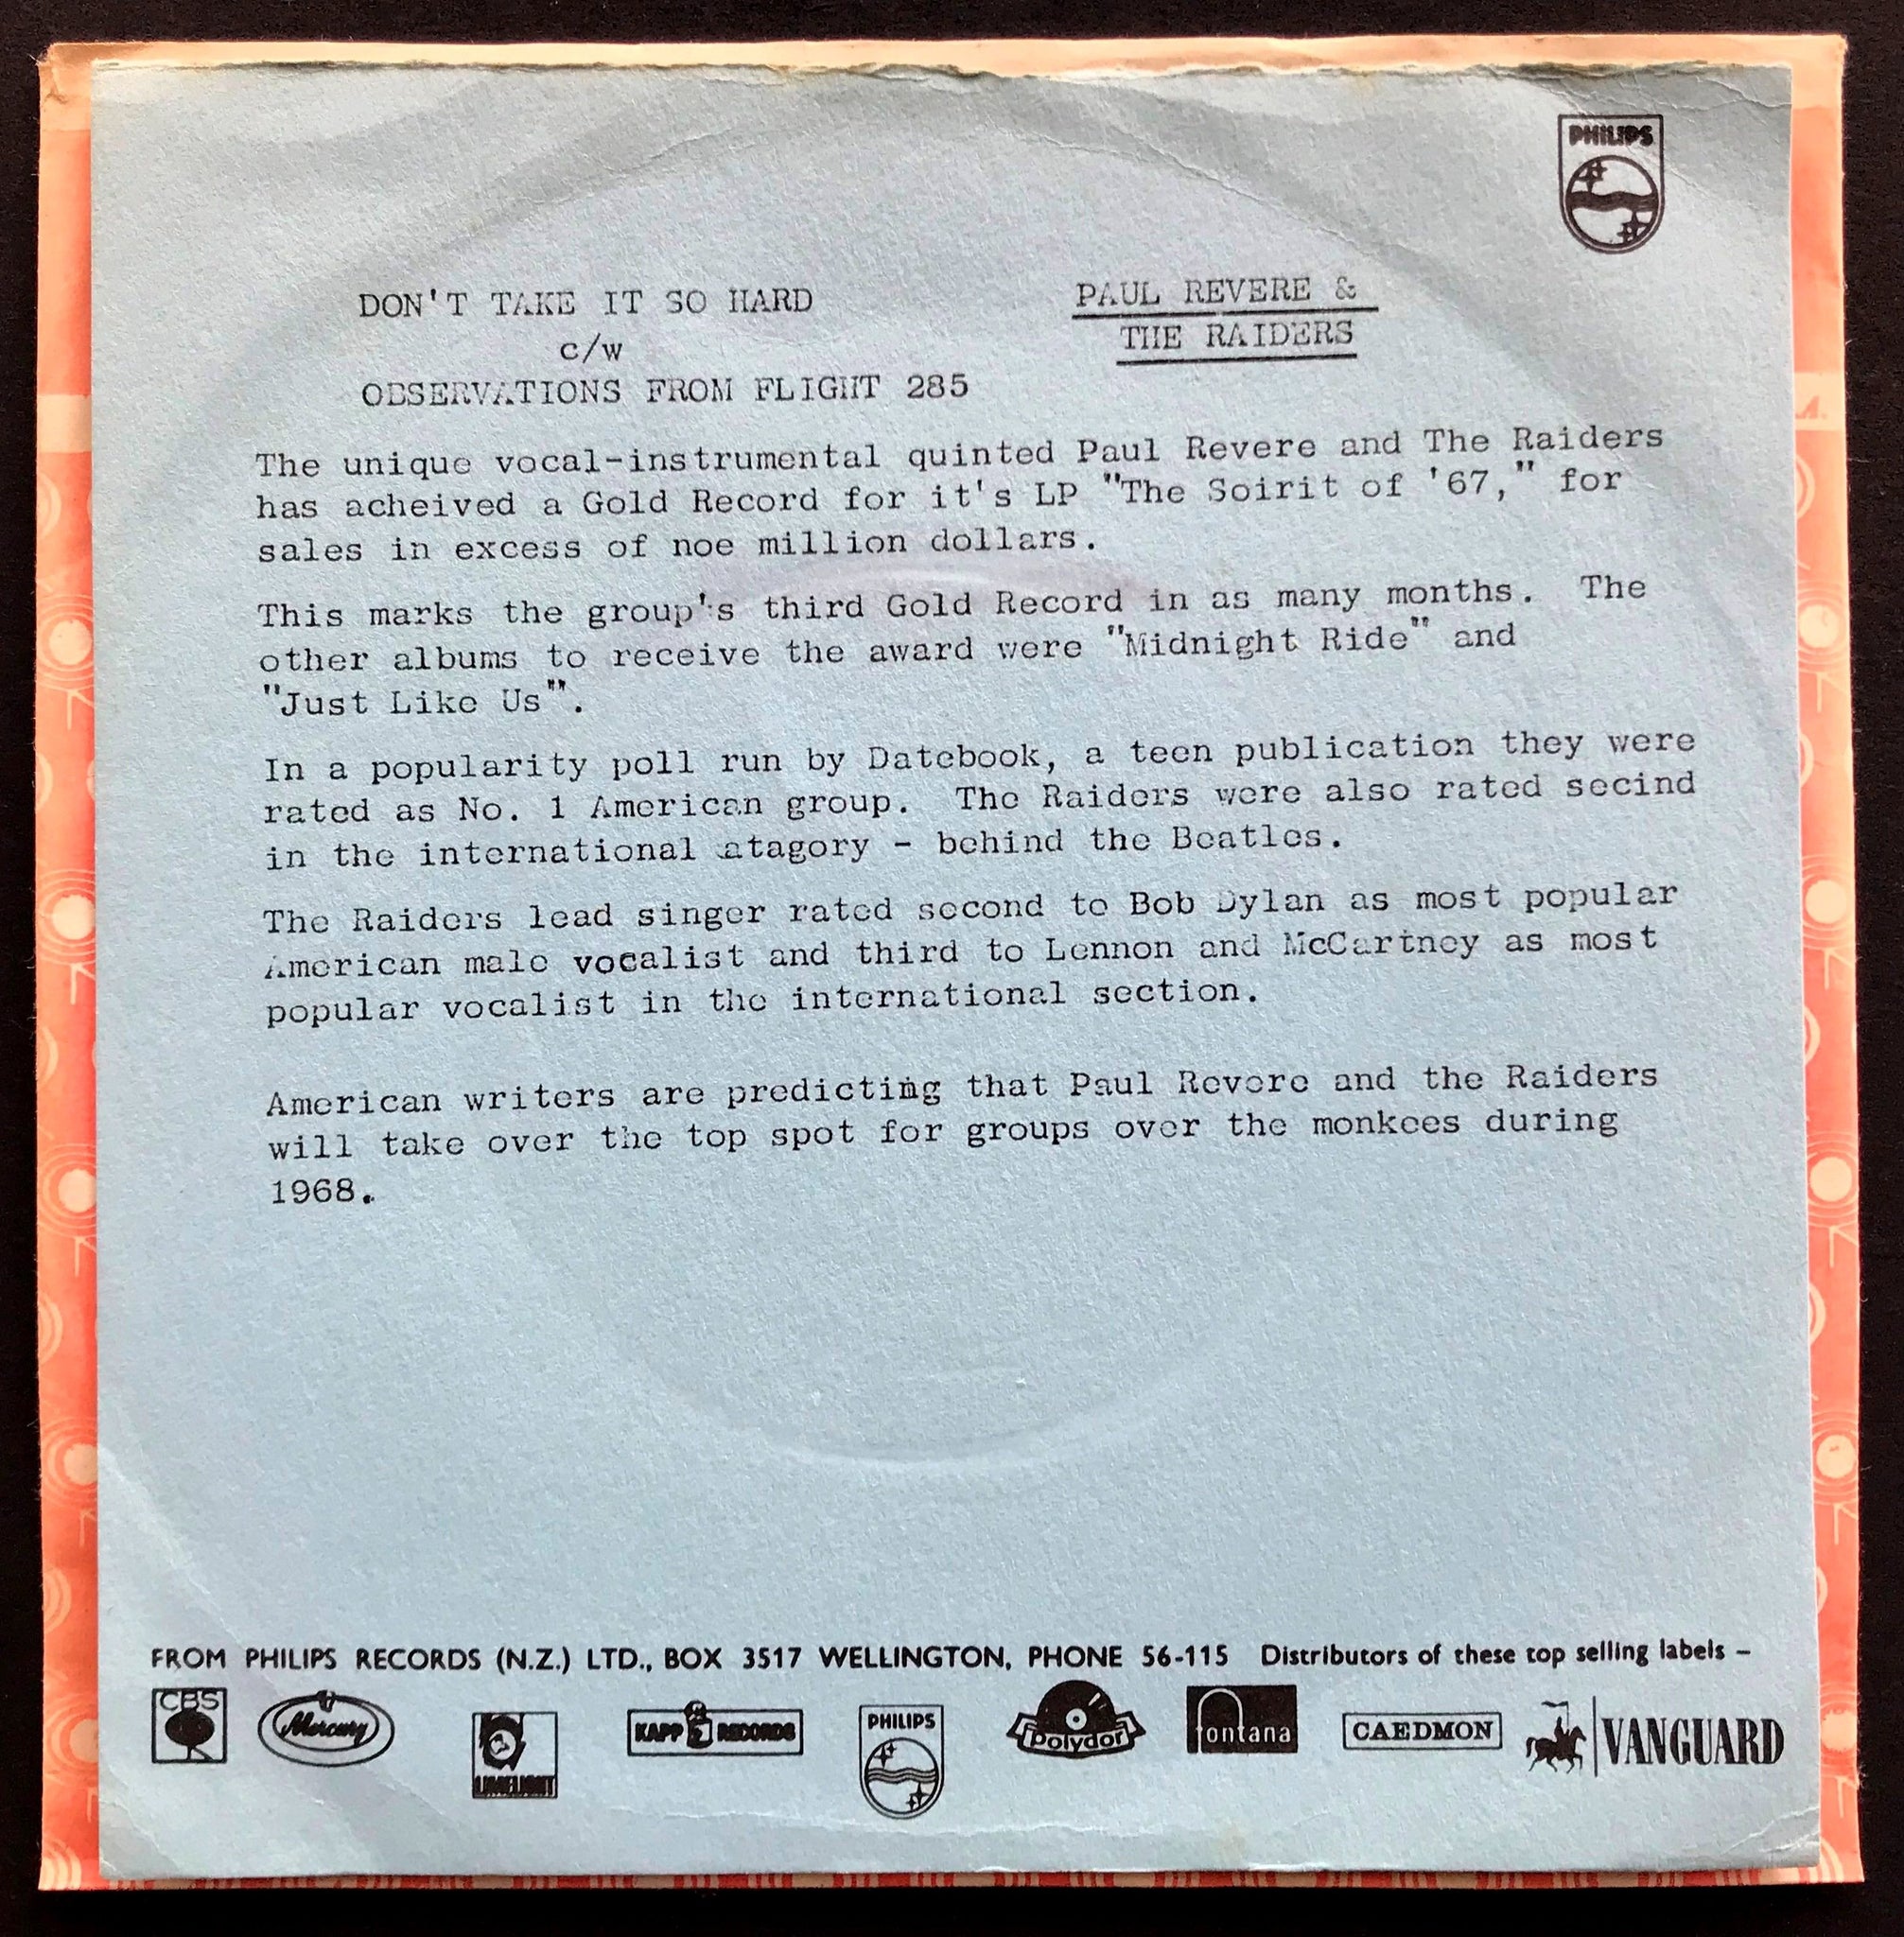 PHILIPS
DON'T TAKE IT SO HARD
c/w
OBSERVATIONS FROM FLIGHT 285
PAUL REVERE &
THE RAIDERS
The unique vocal-instrumental quinted Paul Revere and The Raiders
has acheived a Gold Record for it's LP "The Soirit of '67," for
sales in excess of noe million dollars.
This marks the group's third Gold Record in as many months. The
other albums to receive the award were "Midnight Ride" and
"Just Like Us"".
In a popularity poll run by Datebook, a teen publication they were
rated as No. 1 American group. The Raiders were also rated secind
in the international atagory - behind the Beatles.
The Raiders lead singer rated second to Bob Dylan as most popular
American male vocalist and third to Lennon and McCartney as most
popular vocalist in the international section.
American writers are predicting that Paul Revere and the Raiders
will take over the top spot for groups over the monkees during
1968.
FROM PHILIPS RECORDS (N.Z.) LTD., BOX 3517 WELLINGTON, PHONE 56-115 Distributors of these top selling labels –
CBS Mercury LIMELIGHT KAPP RECORDS PHILIPS Polydor fontana CAEDMON VANGUARD